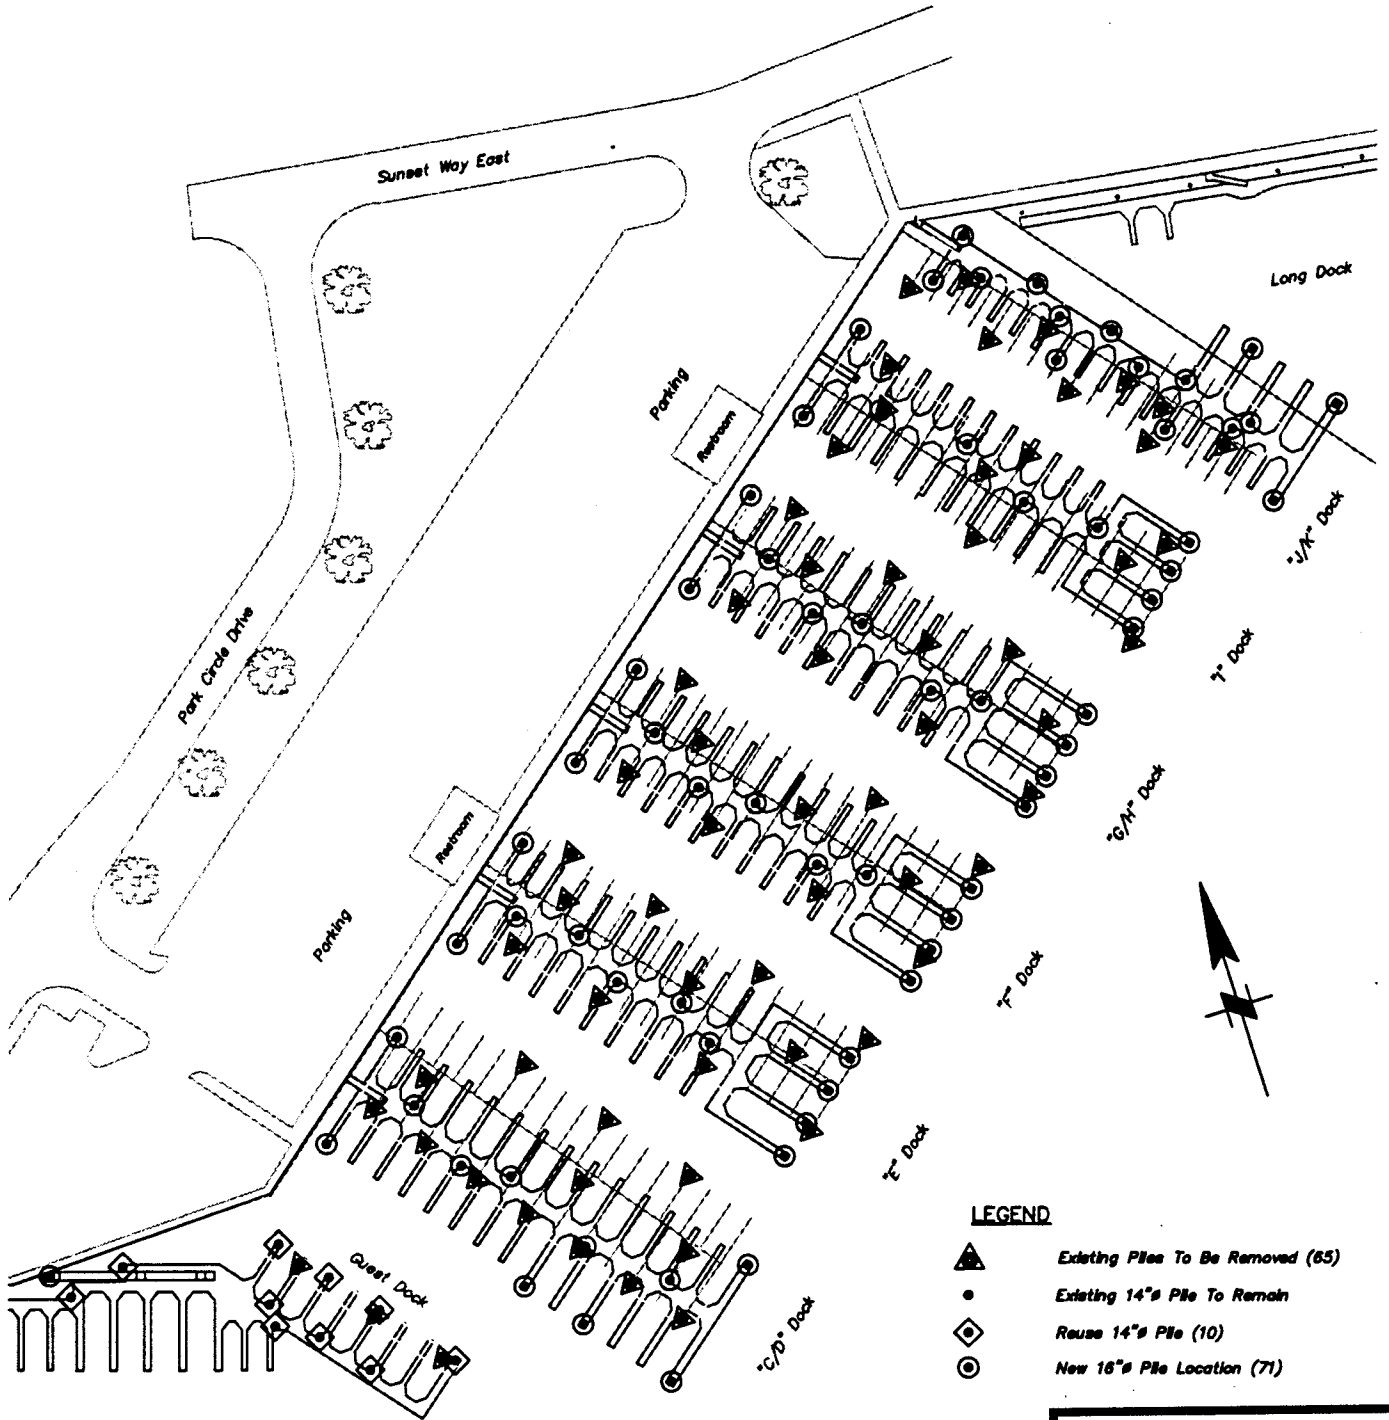 Sunset Way East
Long Dock
Parking
Restroom
"J/K" Dock
Park Circle Drive
"I" Dock
"G/H" Dock
Restroom
Parking
"F" Dock
"E" Dock
Guest Dock
"C/D" Dock
LEGEND
Existing Piles To Be Removed (65)
Existing 14"ø Pile To Remain
Reuse 14"ø Pile (10)
New 16"ø Pile Location (71)